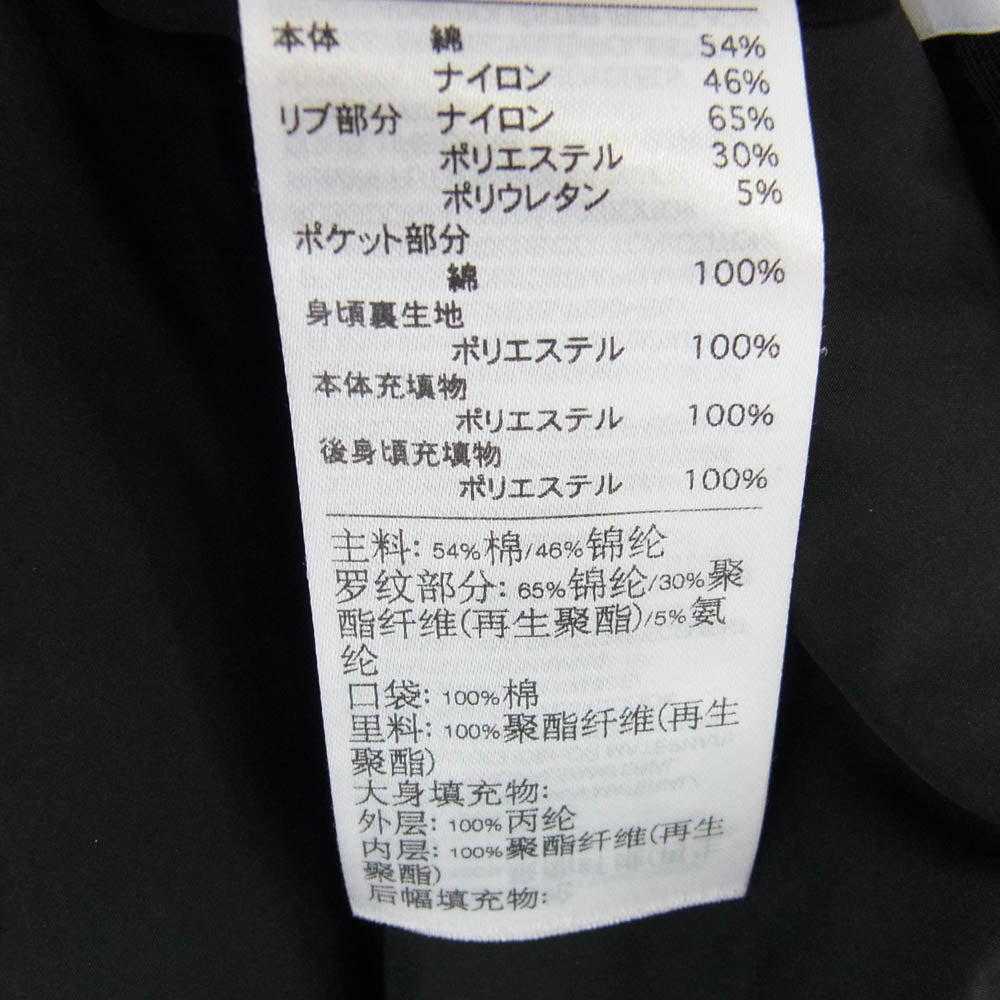 本体 綿 54%
ナイロン 46%
リブ部分 ナイロン 65%
ポリエステル 30%
ポリウレタン 5%
ポケット部分
綿 100%
身頃裏生地
ポリエステル 100%
本体充填物
ポリエステル 100%
後身頃充填物
ポリエステル 100%
主料: 54%棉/46%锦纶
罗纹部分: 65%锦纶/30%聚
酯纤维(再生聚酯)/5%氨
纶
口袋: 100%棉
里料: 100%聚酯纤维(再生
聚酯)
大身填充物:
外层: 100%丙纶
内层: 100%聚酯纤维(再生
聚酯)
后幅填充物: